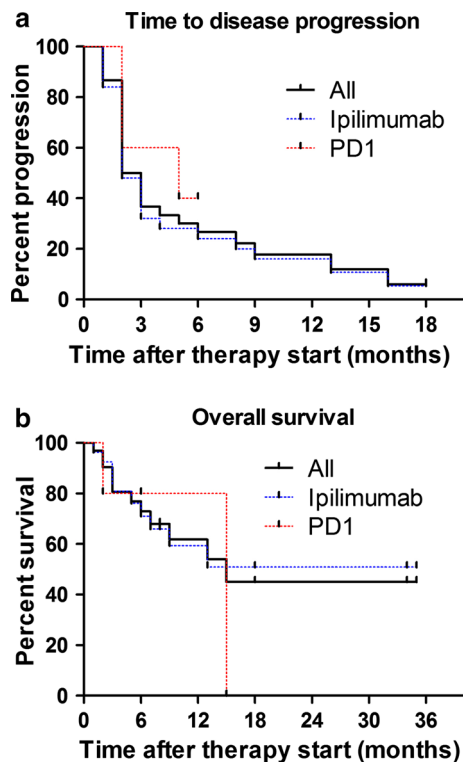 a
Time to disease progression
Percent progression
100
80
60
40
20
0
All
Ipilimumab
PD1
0 3 6 9 12 15 18
Time after therapy start (months)
b
Overall survival
Percent survival
100
80
60
40
20
0
All
Ipilimumab
PD1
0 6 12 18 24 30 36
Time after therapy start (months)